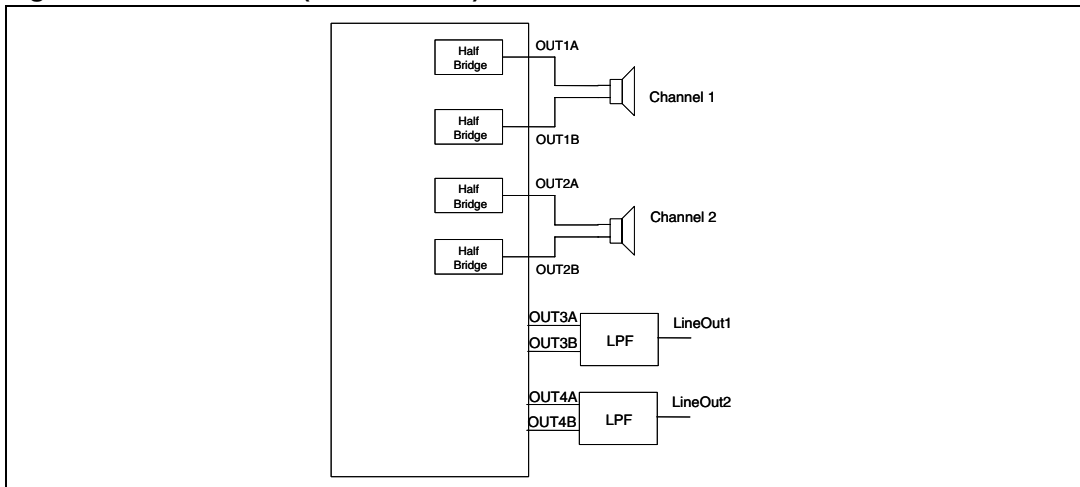 Half
Bridge
OUT1A
Channel 1
Half
Bridge
OUT1B
Half
Bridge
OUT2A
Channel 2
Half
Bridge
OUT2B
OUT3A
OUT3B
LPF
LineOut1
OUT4A
OUT4B
LPF
LineOut2